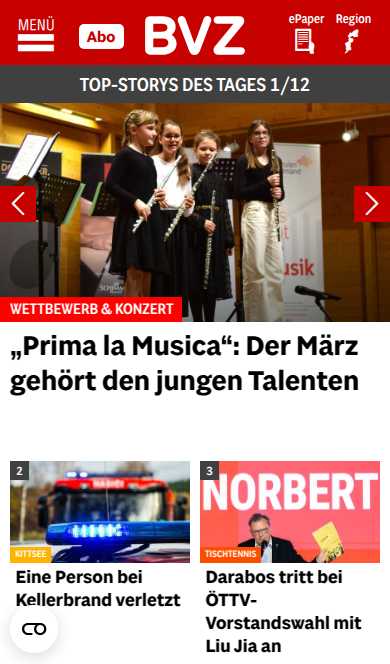 MENÜ
Abo
BVZ
ePaper
Region
TOP-STORYS DES TAGES 1/12
WETTBEWERB & KONZERT
„Prima la Musica“: Der März
gehört den jungen Talenten
2
KITTSEE
Eine Person bei
Kellerbrand verletzt
3
NORBERT
TISCHTENNIS
Darabos tritt bei
ÖTTV-
Vorstandswahl mit
Liu Jia an